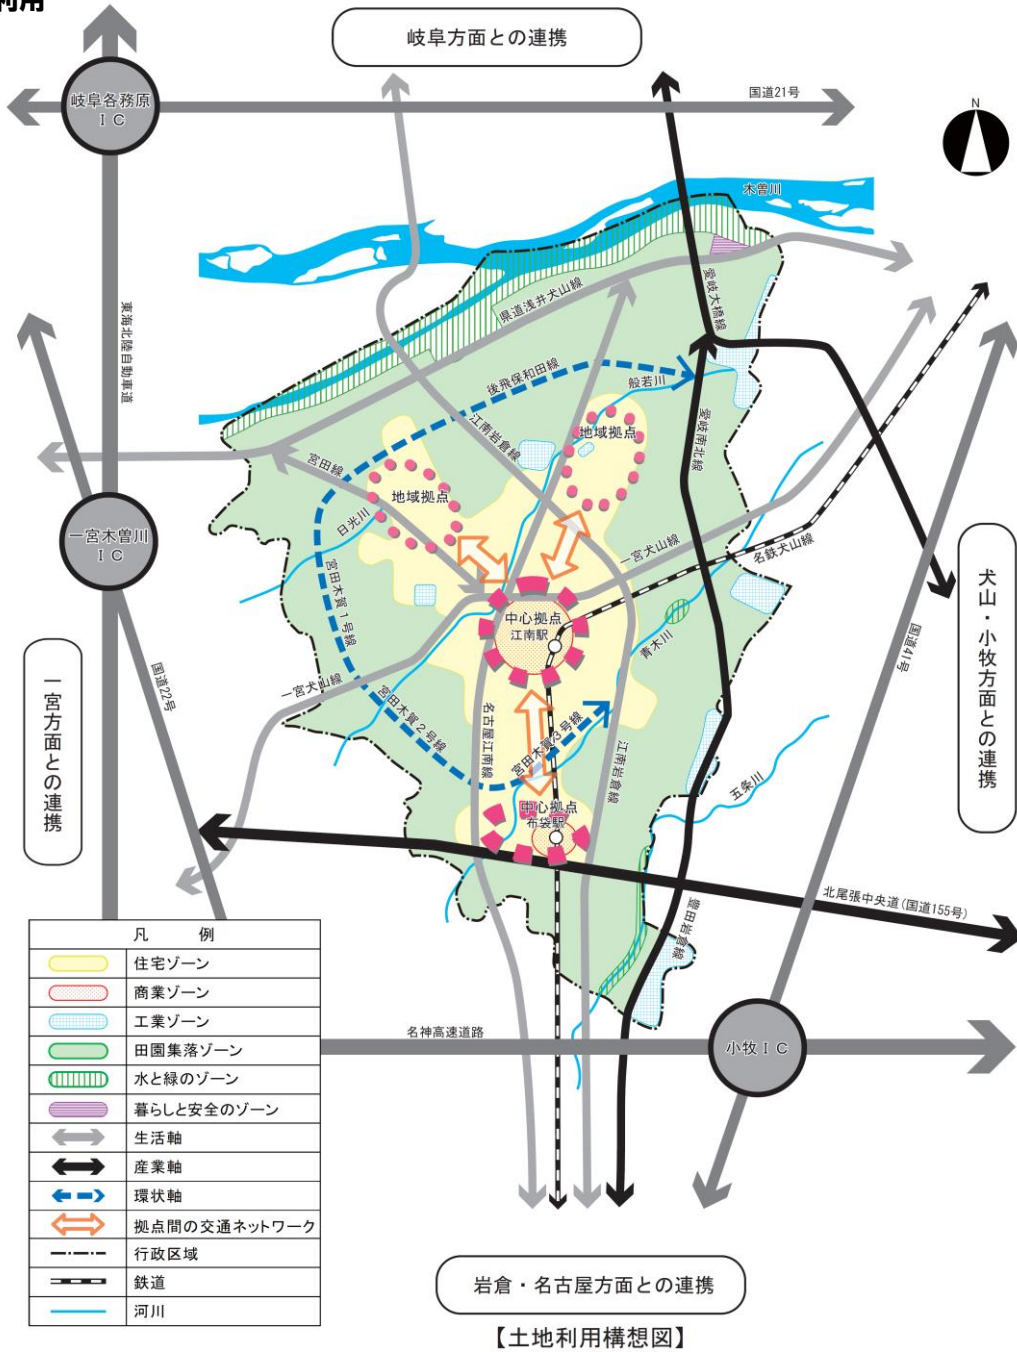 利用
岐阜方面との連携
岐阜各務原
ＩＣ
国道21号
N
木曽川
東海北陸自動車道
県道浅井犬山線
愛岐大橋線
後飛保和田線
般若川
江南岩倉線
地域拠点
愛岐南北線
宮田線
地域拠点
日光川
一宮木曽川
ＩＣ
一宮犬山線
名鉄犬山線
宮田木賀１号線
中心拠点
江南駅
青木川
犬山・小牧方面との連携
国道41号
一宮方面との連携
国道22号
一宮犬山線
宮田木賀２号線
名古屋江南線
宮田木賀３号線
江南岩倉線
五条川
中心拠点
布袋駅
北尾張中央道(国道155号)
豊田岩倉線
凡　例
住宅ゾーン
商業ゾーン
工業ゾーン
田園集落ゾーン
水と緑のゾーン
暮らしと安全のゾーン
生活軸
産業軸
環状軸
拠点間の交通ネットワーク
行政区域
鉄道
河川
名神高速道路
小牧ＩＣ
岩倉・名古屋方面との連携
【土地利用構想図】